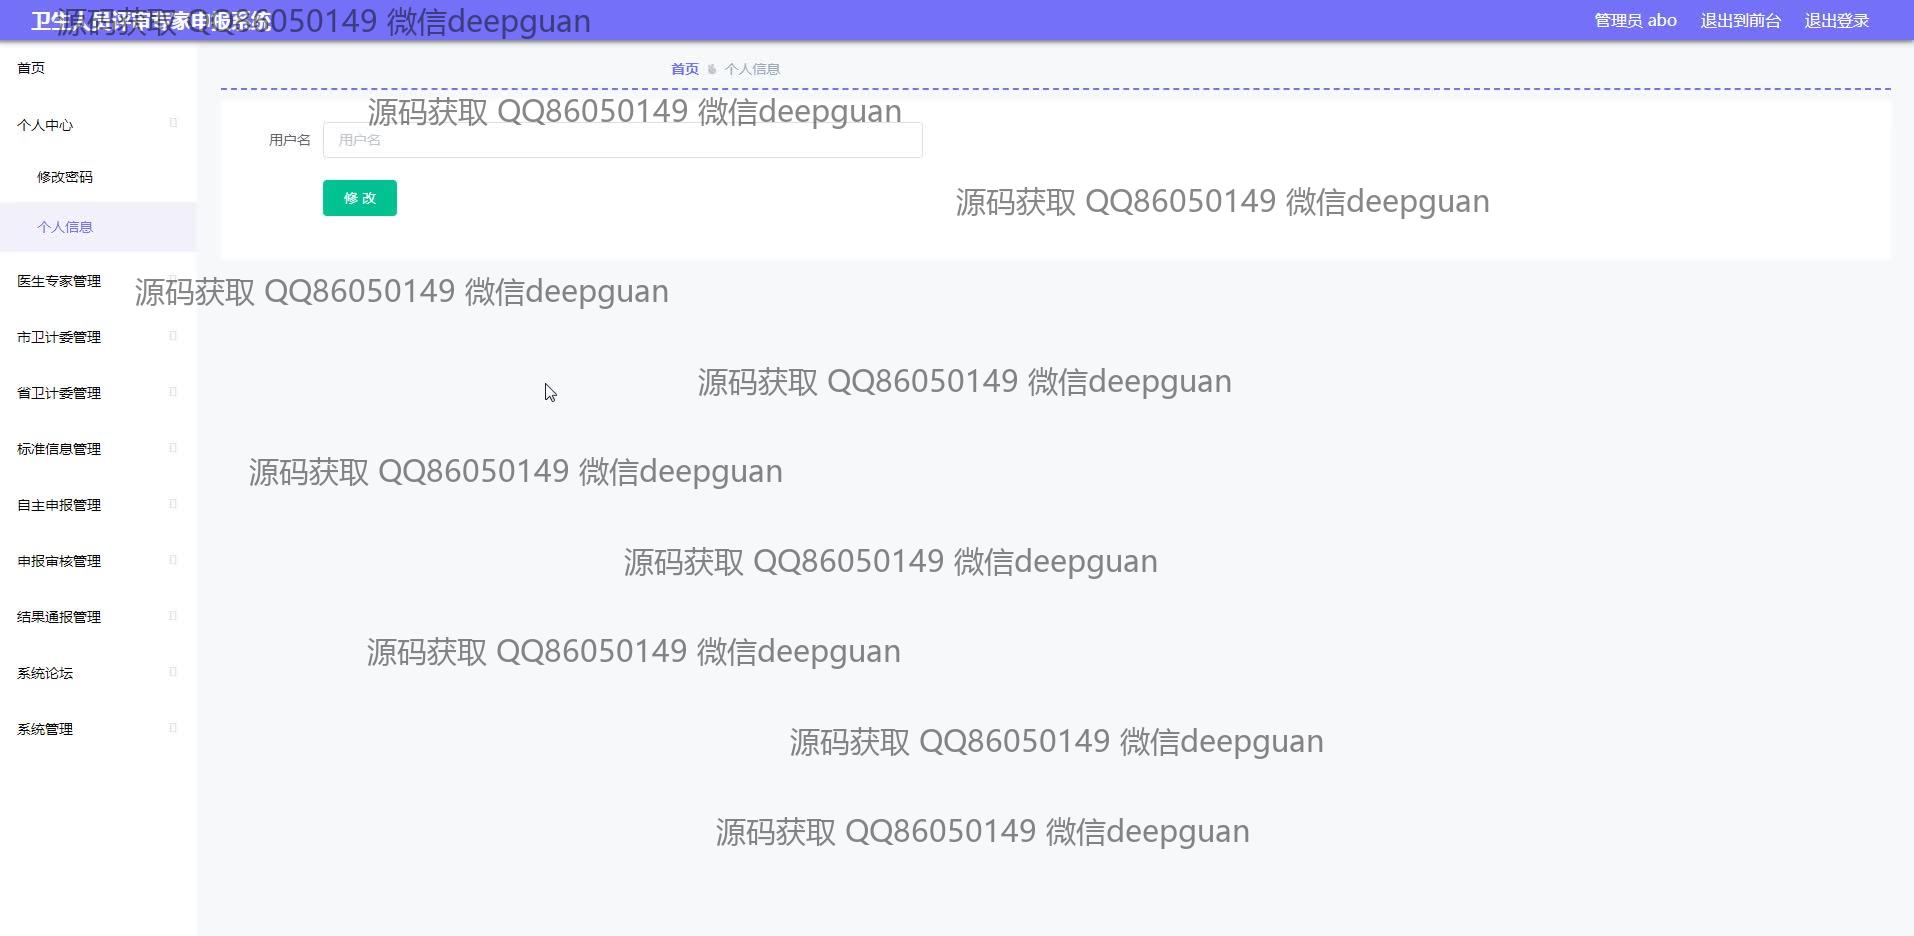 卫生人员评审专家申报系统
源码获取 QQ86050149 微信deepguan
管理员 abo 退出到前台 退出登录
首页
首页 个人信息
源码获取 QQ86050149 微信deepguan
个人中心
用户名 用户名
修改密码
修 改
源码获取 QQ86050149 微信deepguan
个人信息
医生专家管理
源码获取 QQ86050149 微信deepguan
市卫计委管理
源码获取 QQ86050149 微信deepguan
省卫计委管理
标准信息管理
源码获取 QQ86050149 微信deepguan
自主申报管理
申报审核管理
源码获取 QQ86050149 微信deepguan
结果通报管理
源码获取 QQ86050149 微信deepguan
系统论坛
系统管理
源码获取 QQ86050149 微信deepguan
源码获取 QQ86050149 微信deepguan